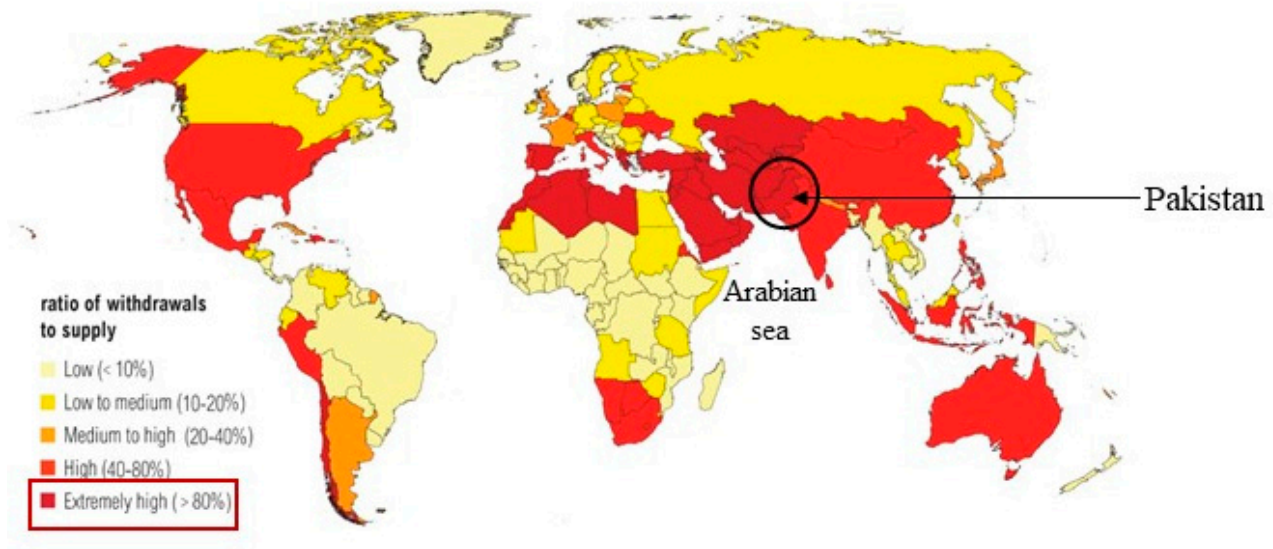 Pakistan
Arabian
sea
ratio of withdrawals
to supply
Low (< 10%)
Low to medium (10-20%)
Medium to high (20-40%)
High (40-80%)
Extremely high ( > 80%)